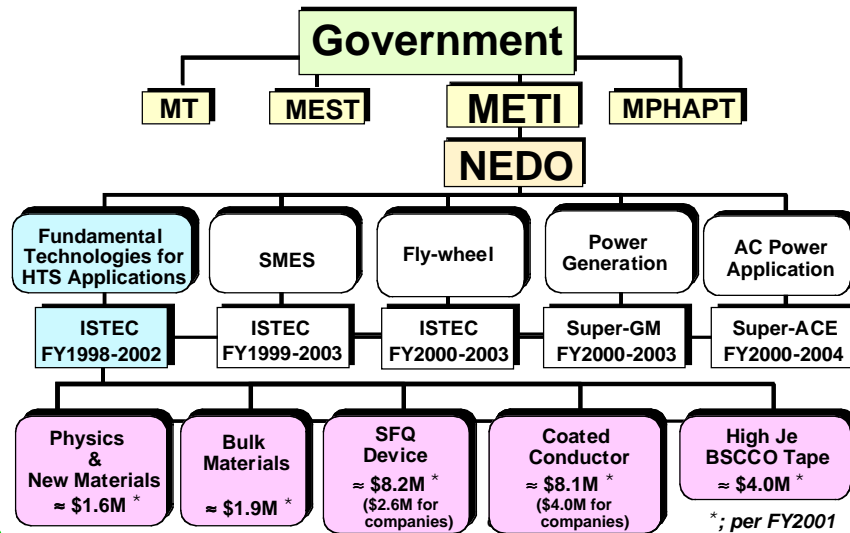 Government
MT
MEST
METI
MPHAPT
NEDO
Fundamental
Technologies for
HTS Applications
SMES
Fly-wheel
Power
Generation
AC Power
Application
ISTEC
FY1998-2002
ISTEC
FY1999-2003
ISTEC
FY2000-2003
Super-GM
FY2000-2003
Super-ACE
FY2000-2004
Physics
&
New Materials
≈ $1.6M *
Bulk
Materials
≈ $1.9M *
SFQ
Device
≈ $8.2M *
($2.6M for
companies)
Coated
Conductor
≈ $8.1M *
($4.0M for
companies)
High Je
BSCCO Tape
≈ $4.0M *
*; per FY2001